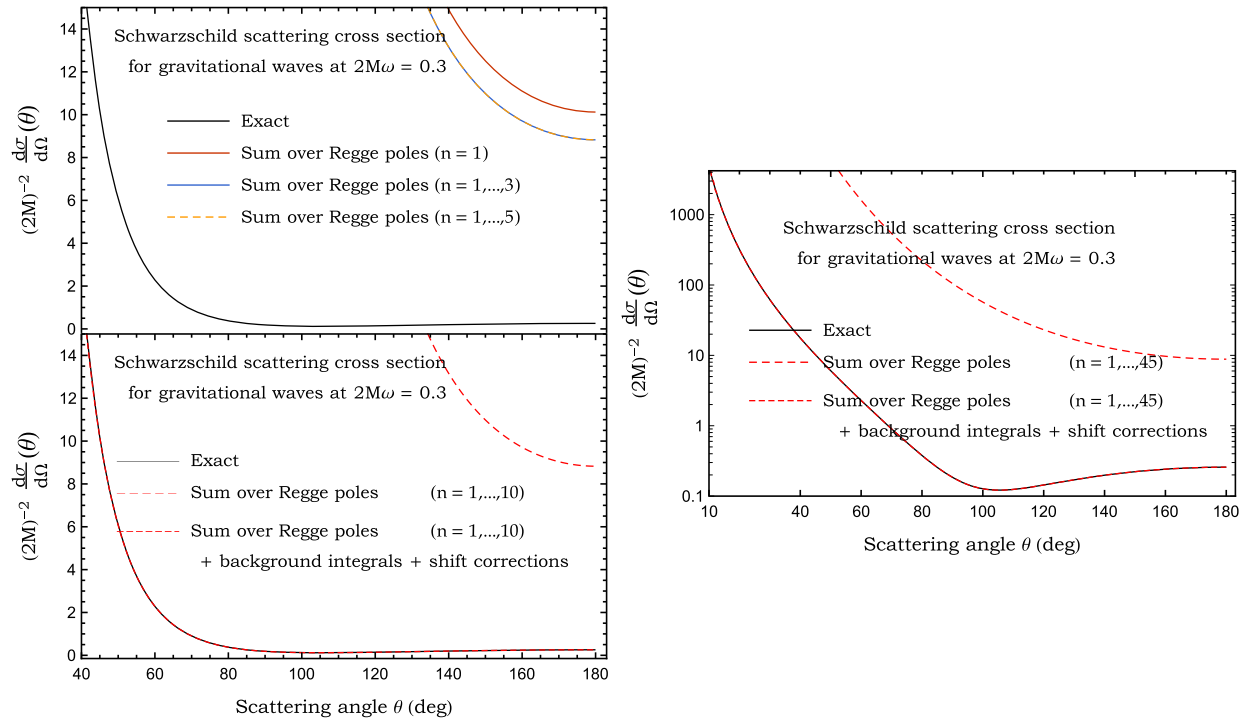 14
12
10
8
6
4
2
0
(2M)⁻² dσ/dΩ (θ)
Schwarzschild scattering cross section
for gravitational waves at 2Mω = 0.3
Exact
Sum over Regge poles (n = 1)
Sum over Regge poles (n = 1,...,3)
Sum over Regge poles (n = 1,...,5)
14
12
10
8
6
4
2
0
(2M)⁻² dσ/dΩ (θ)
Schwarzschild scattering cross section
for gravitational waves at 2Mω = 0.3
Exact
Sum over Regge poles (n = 1,...,10)
Sum over Regge poles (n = 1,...,10)
+ background integrals + shift corrections
40 60 80 100 120 140 160 180
Scattering angle θ (deg)
1000
100
10
1
0.1
(2M)⁻² dσ/dΩ (θ)
Schwarzschild scattering cross section
for gravitational waves at 2Mω = 0.3
Exact
Sum over Regge poles (n = 1,...,45)
Sum over Regge poles (n = 1,...,45)
+ background integrals + shift corrections
10 40 60 80 100 120 140 160 180
Scattering angle θ (deg)